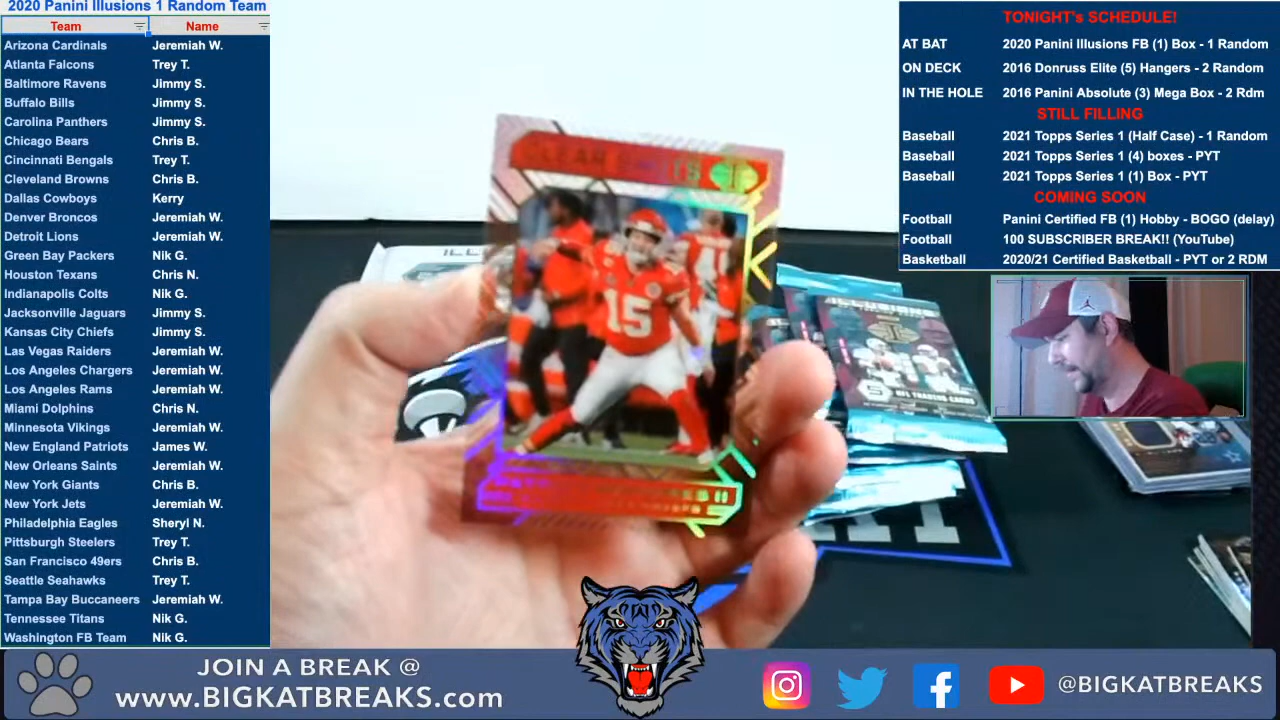 2020 Panini Illusions 1 Random Team
Team Name
Arizona Cardinals Jeremiah W.
Atlanta Falcons Trey T.
Baltimore Ravens Jimmy S.
Buffalo Bills Jimmy S.
Carolina Panthers Jimmy S.
Chicago Bears Chris B.
Cincinnati Bengals Trey T.
Cleveland Browns Chris B.
Dallas Cowboys Kerry
Denver Broncos Jeremiah W.
Detroit Lions Jeremiah W.
Green Bay Packers Nik G.
Houston Texans Chris N.
Indianapolis Colts Nik G.
Jacksonville Jaguars Jimmy S.
Kansas City Chiefs Jimmy S.
Las Vegas Raiders Jeremiah W.
Los Angeles Chargers Jeremiah W.
Los Angeles Rams Jeremiah W.
Miami Dolphins Chris N.
Minnesota Vikings Jeremiah W.
New England Patriots James W.
New Orleans Saints Jeremiah W.
New York Giants Chris B.
New York Jets Jeremiah W.
Philadelphia Eagles Sheryl N.
Pittsburgh Steelers Trey T.
San Francisco 49ers Chris B.
Seattle Seahawks Trey T.
Tampa Bay Buccaneers Jeremiah W.
Tennessee Titans Nik G.
Washington FB Team Nik G.
CLEAR SHOTS
15
ILLUSIONS
5 NFL TRADING CARDS
TONIGHT's SCHEDULE!
AT BAT 2020 Panini Illusions FB (1) Box - 1 Random
ON DECK 2016 Donruss Elite (5) Hangers - 2 Random
IN THE HOLE 2016 Panini Absolute (3) Mega Box - 2 Rdm
STILL FILLING
Baseball 2021 Topps Series 1 (Half Case) - 1 Random
Baseball 2021 Topps Series 1 (4) boxes - PYT
Baseball 2021 Topps Series 1 (1) Box - PYT
COMING SOON
Football Panini Certified FB (1) Hobby - BOGO (delay)
Football 100 SUBSCRIBER BREAK!! (YouTube)
Basketball 2020/21 Certified Basketball - PYT or 2 RDM
JOIN A BREAK @
www.BIGKATBREAKS.com
@BIGKATBREAKS